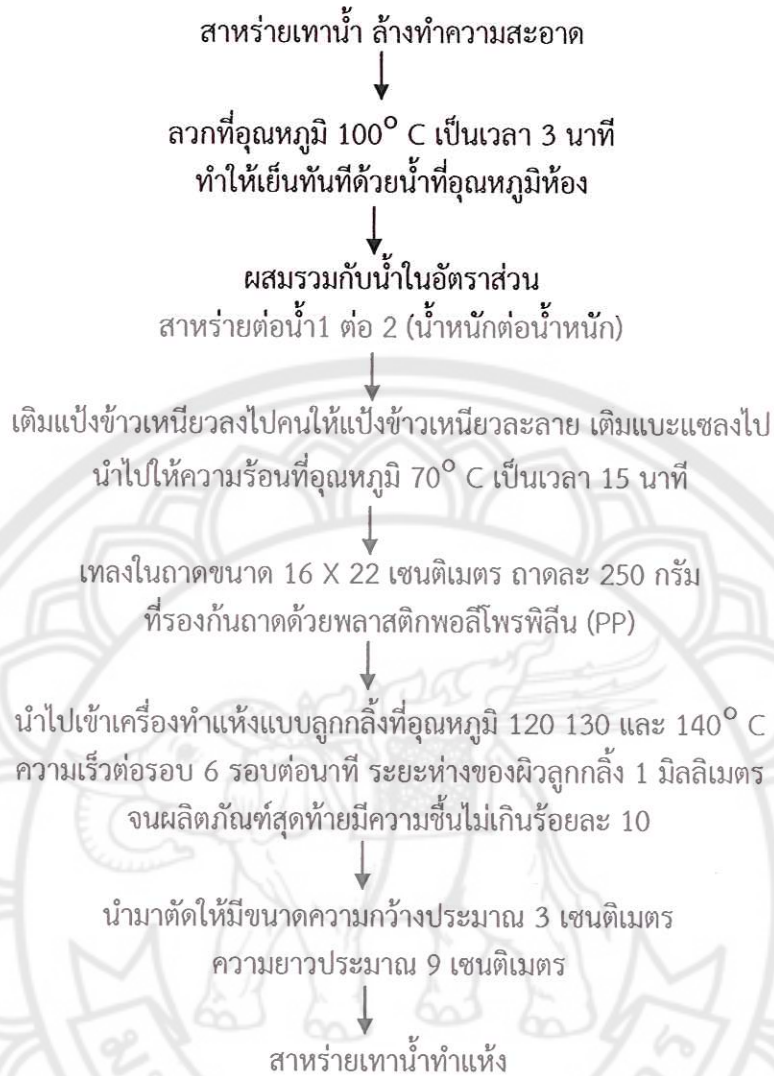 สาหร่ายเทาน้ำ ล้างทำความสะอาด
ลวกที่อุณหภูมิ 100° C เป็นเวลา 3 นาที
ทำให้เย็นทันทีด้วยน้ำที่อุณหภูมิห้อง
ผสมรวมกับน้ำในอัตราส่วน
สาหร่ายต่อน้ำ1 ต่อ 2 (น้ำหนักต่อน้ำหนัก)
เติมแป้งข้าวเหนียวลงไปคนให้แป้งข้าวเหนียวละลาย เติมแบะแซลงไป
นำไปให้ความร้อนที่อุณหภูมิ 70° C เป็นเวลา 15 นาที
เทลงในถาดขนาด 16 X 22 เซนติเมตร ถาดละ 250 กรัม
ที่รองก้นถาดด้วยพลาสติกพอลีโพรพิลีน (PP)
นำไปเข้าเครื่องทำแห้งแบบลูกกลิ้งที่อุณหภูมิ 120 130 และ 140° C
ความเร็วต่อรอบ 6 รอบต่อนาที ระยะห่างของผิวลูกกลิ้ง 1 มิลลิเมตร
จนผลิตภัณฑ์สุดท้ายมีความชื้นไม่เกินร้อยละ 10
นำมาตัดให้มีขนาดความกว้างประมาณ 3 เซนติเมตร
ความยาวประมาณ 9 เซนติเมตร
สาหร่ายเทาน้ำทำแห้ง